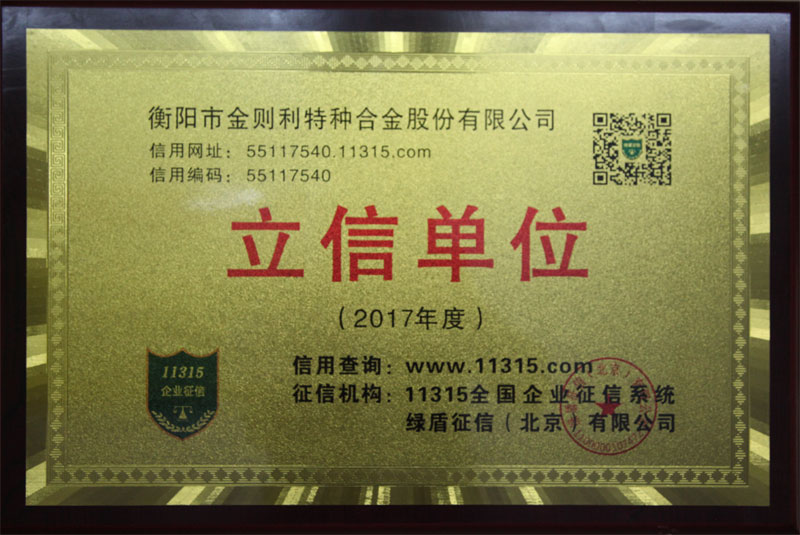 衡阳市金则利特种合金股份有限公司
信用网址：55117540.11315.com
信用编码：55117540
立信单位
（2017年度）
11315
企业征信
信用查询：www.11315.com
征信机构：11315全国企业征信系统
绿盾征信（北京）有限公司